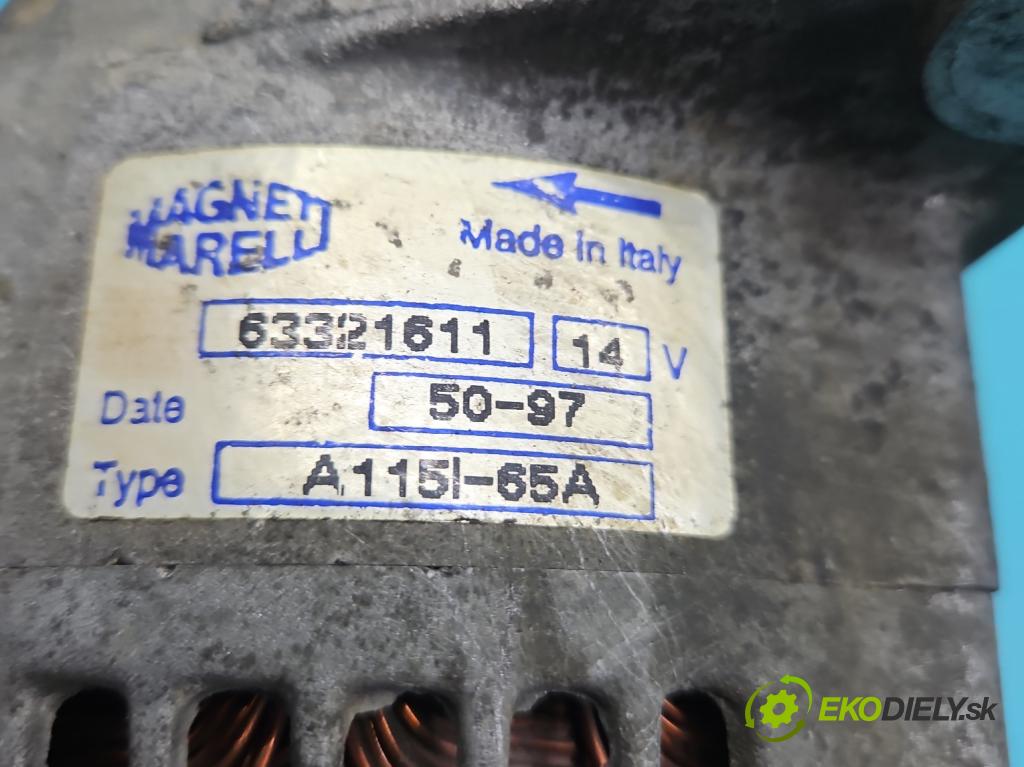 MAGNETI
MARELLI
Made in Italy
63321611 14 V
Date 50-97
Type A115I-65A
EKODIELY.sk